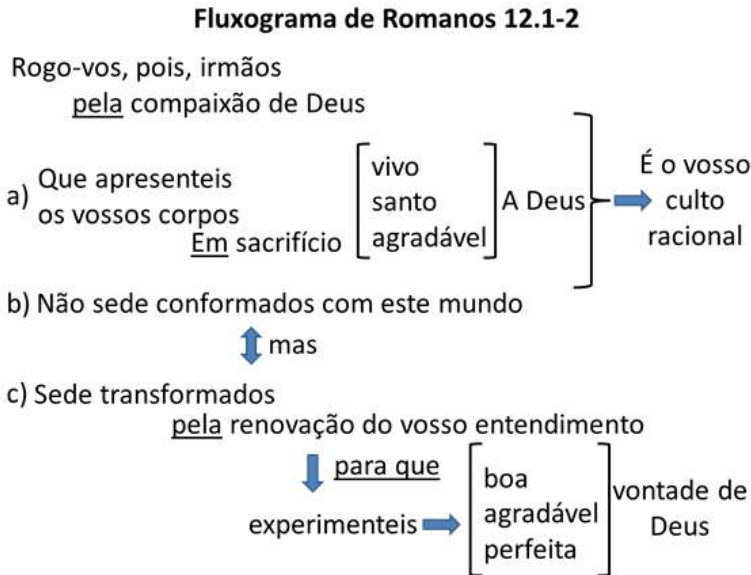 Fluxograma de Romanos 12.1-2
Rogo-vos, pois, irmãos
pela compaixão de Deus
a) Que apresenteis
os vossos corpos
Em sacrifício
vivo
santo
agradável
A Deus
É o vosso
culto
racional
b) Não sede conformados com este mundo
mas
c) Sede transformados
pela renovação do vosso entendimento
para que
experimenteis
boa
agradável
perfeita
vontade de
Deus